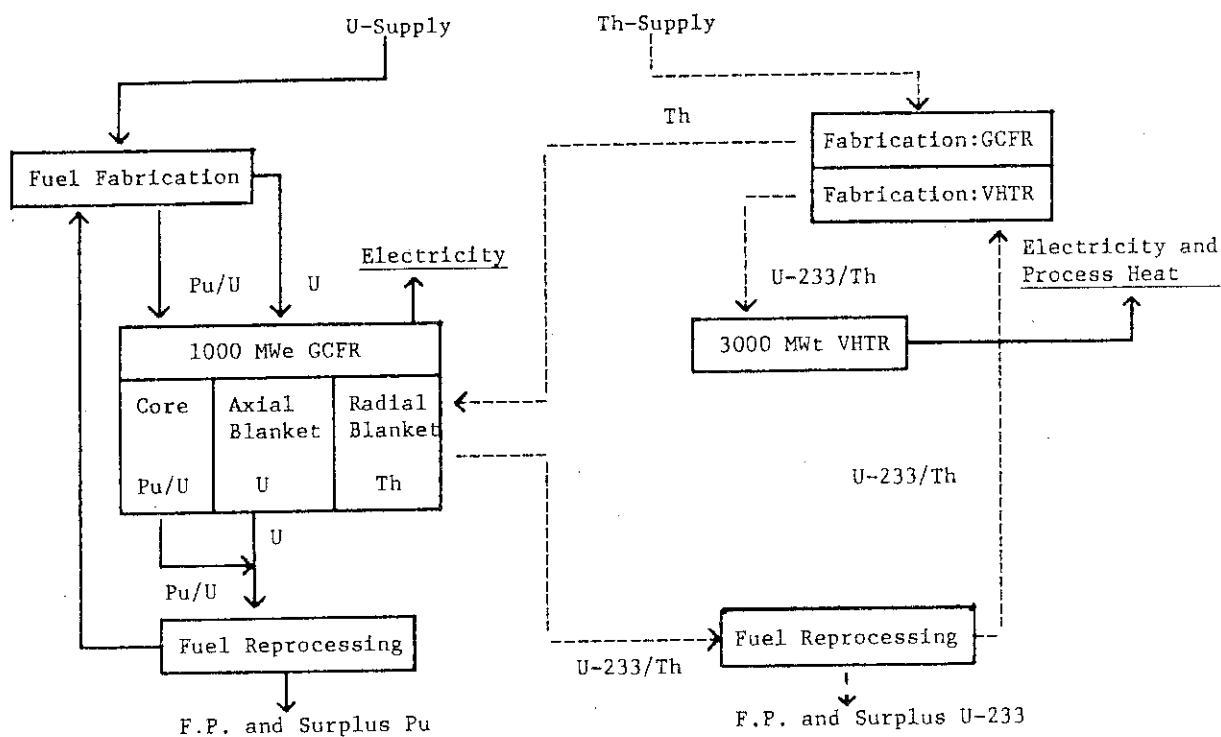 U-Supply
Th-Supply
Th
Fabrication:GCFR
Fuel Fabrication
Fabrication:VHTR
Electricity
Electricity and
Process Heat
Pu/U
U
U-233/Th
1000 MWe GCFR
3000 MWt VHTR
Core
Axial
Blanket
Radial
Blanket
Pu/U
U
Th
U-233/Th
U
Pu/U
Fuel Reprocessing
Fuel Reprocessing
U-233/Th
F.P. and Surplus Pu
F.P. and Surplus U-233